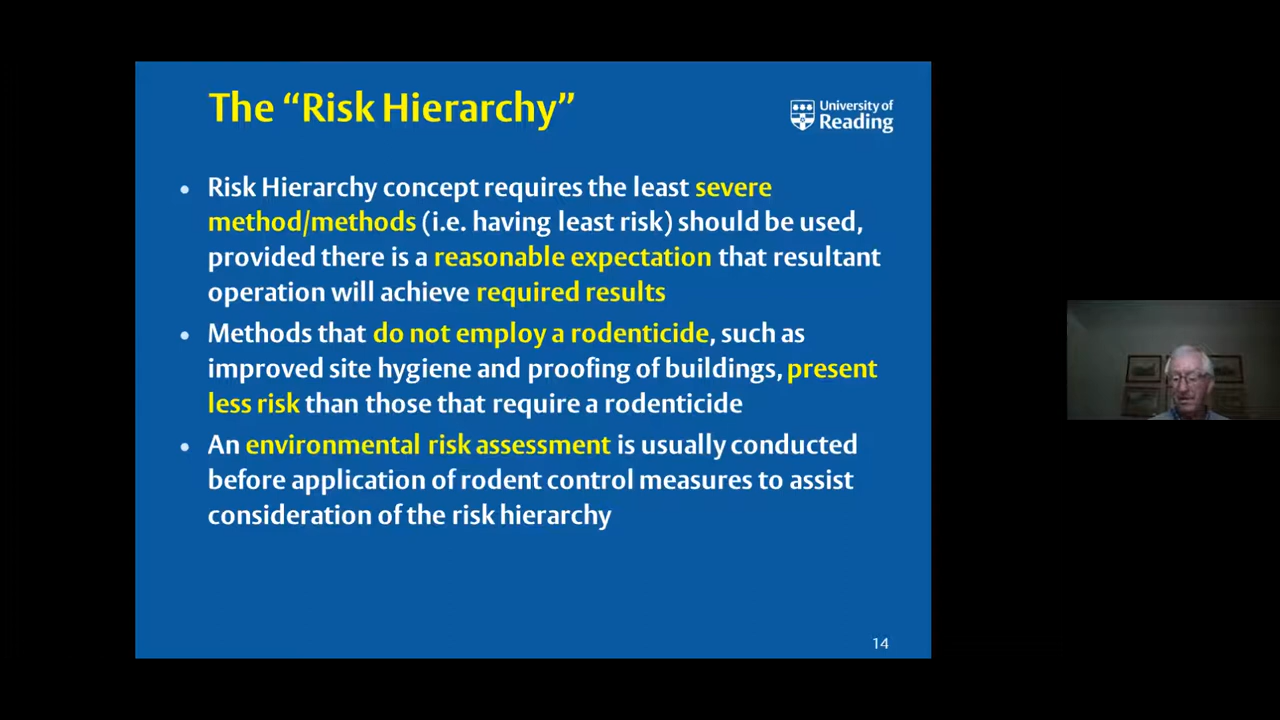 The “Risk Hierarchy”
University of
Reading
• Risk Hierarchy concept requires the least severe
method/methods (i.e. having least risk) should be used,
provided there is a reasonable expectation that resultant
operation will achieve required results
• Methods that do not employ a rodenticide, such as
improved site hygiene and proofing of buildings, present
less risk than those that require a rodenticide
• An environmental risk assessment is usually conducted
before application of rodent control measures to assist
consideration of the risk hierarchy
14